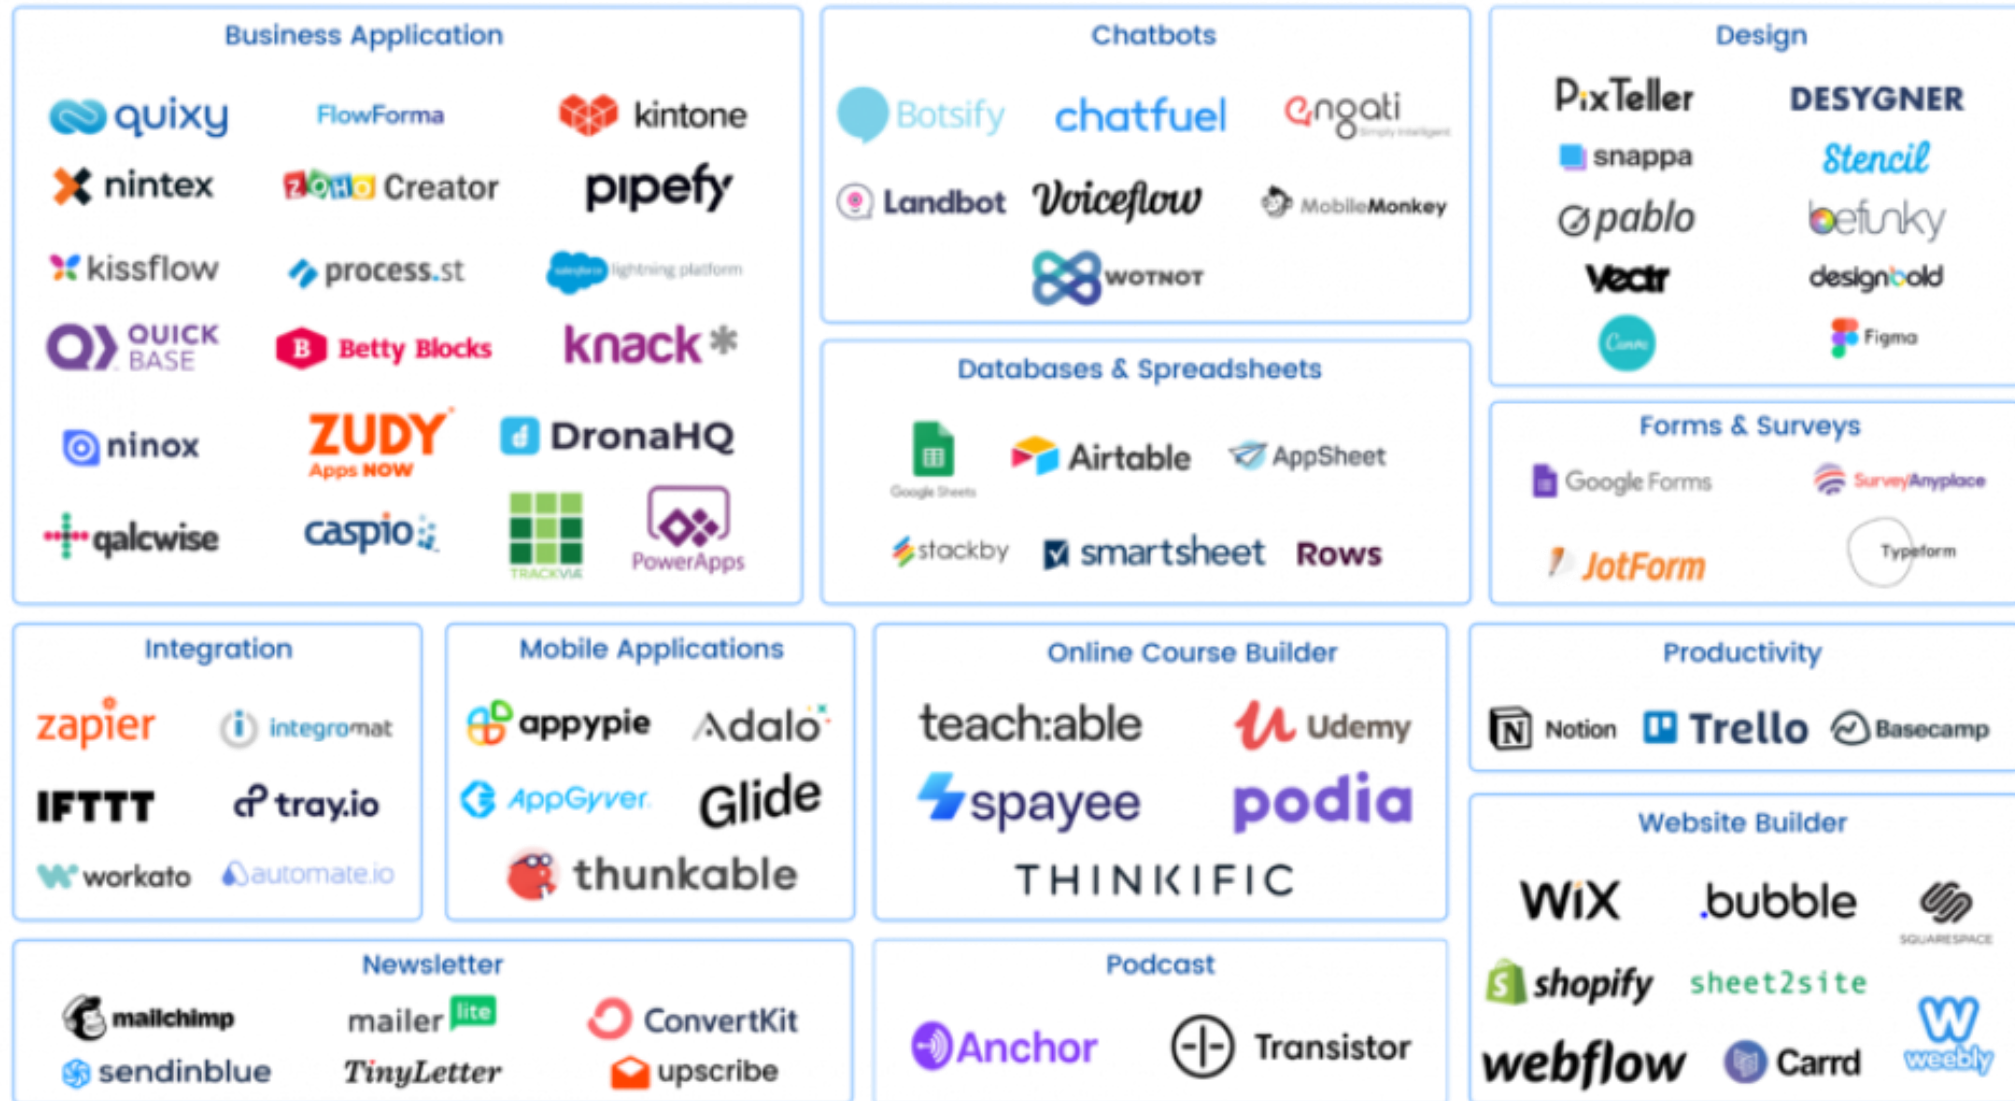 Business Application
quixy FlowForma kintone
nintex ZOHO Creator pipefy
kissflow process.st salesforce lightning platform
QUICK BASE Betty Blocks knack*
ninox ZUDY Apps NOW DronaHQ
qalcwise caspio TRACKVIA PowerApps
Chatbots
Botsify chatfuel engati Simply Intelligent
Landbot Voiceflow MobileMonkey
WOTNOT
Design
PixTeller DESYGNER
snappa Stencil
pablo befunky
Vectr designbold
Canva Figma
Databases & Spreadsheets
Google Sheets Airtable AppSheet
stackby smartsheet Rows
Forms & Surveys
Google Forms SurveyAnyplace
JotForm Typeform
Integration
zapier integromat
IFTTT tray.io
workato automate.io
Mobile Applications
appypie Adalo
AppGyver Glide
thunkable
Online Course Builder
teach:able Udemy
spayee podia
THINKIFIC
Productivity
N Notion Trello Basecamp
Website Builder
WiX .bubble SQUARESPACE
shopify sheet2site
webflow Carrd weebly
Newsletter
mailchimp mailer lite ConvertKit
sendinblue TinyLetter upscribe
Podcast
Anchor Transistor